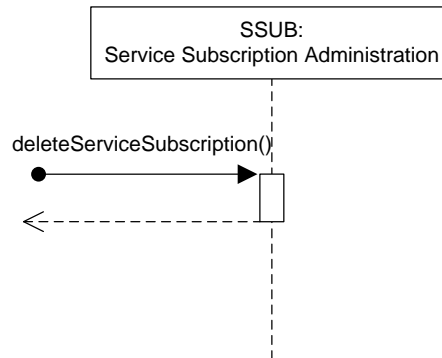 SSUB:
Service Subscription Administration
deleteServiceSubscription()